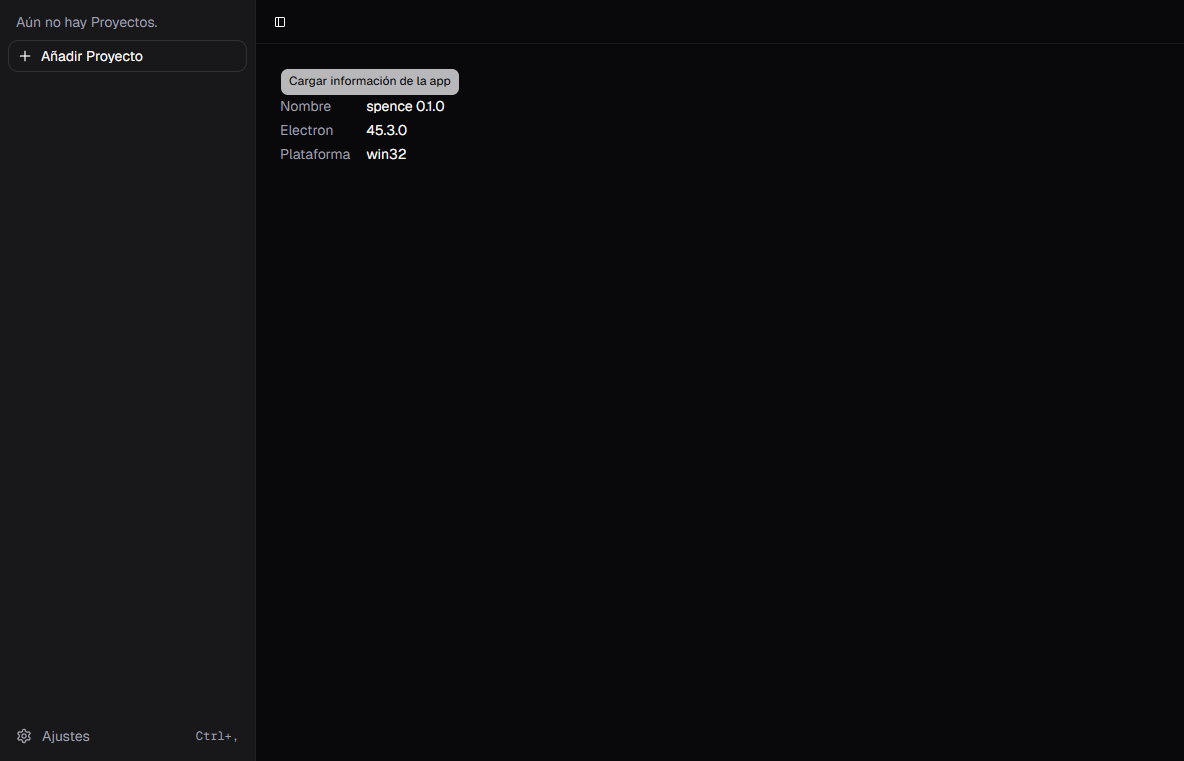 Aún no hay Proyectos.
Añadir Proyecto
Cargar información de la app
Nombre spence 0.1.0
Electron 45.3.0
Plataforma win32
Ajustes Ctrl+,